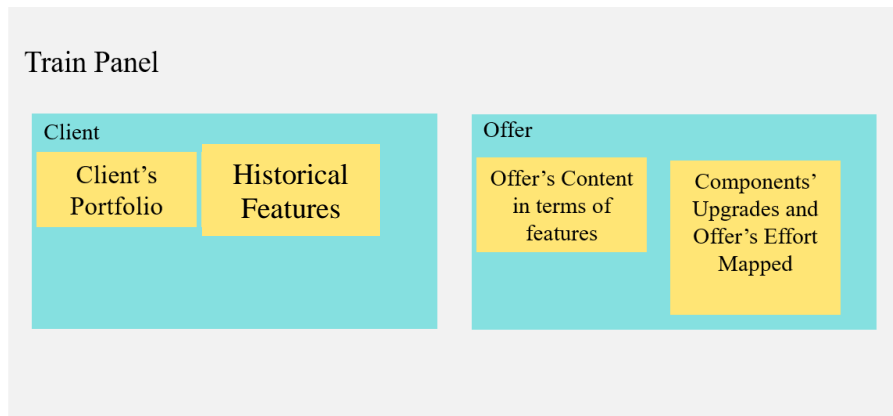 Train Panel
Client
Client’s
Portfolio
Historical
Features
Offer
Offer’s Content
in terms of
features
Components’
Upgrades and
Offer’s Effort
Mapped